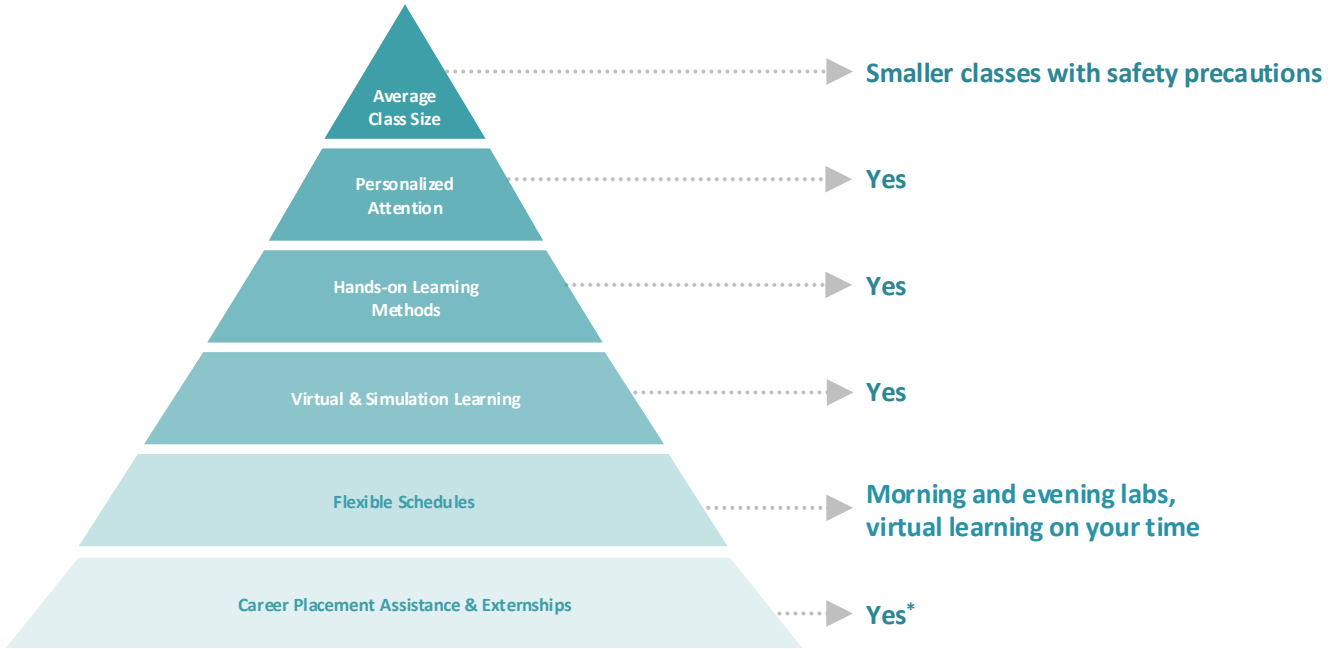 Average
Class Size
Smaller classes with safety precautions
Personalized
Attention
Yes
Hands-on Learning
Methods
Yes
Virtual & Simulation Learning
Yes
Flexible Schedules
Morning and evening labs,
virtual learning on your time
Career Placement Assistance & Externships
Yes*